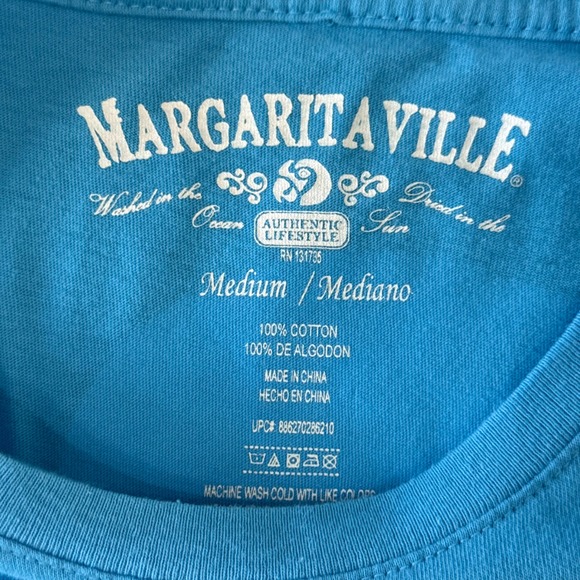 MARGARITAVILLE®
Washed in the Ocean Dried in the Sun
AUTHENTIC
LIFESTYLE
RN 131735
Medium / Mediano
100% COTTON
100% DE ALGODON
MADE IN CHINA
HECHO EN CHINA
UPC# 886270286210
MACHINE WASH COLD WITH LIKE COLORS